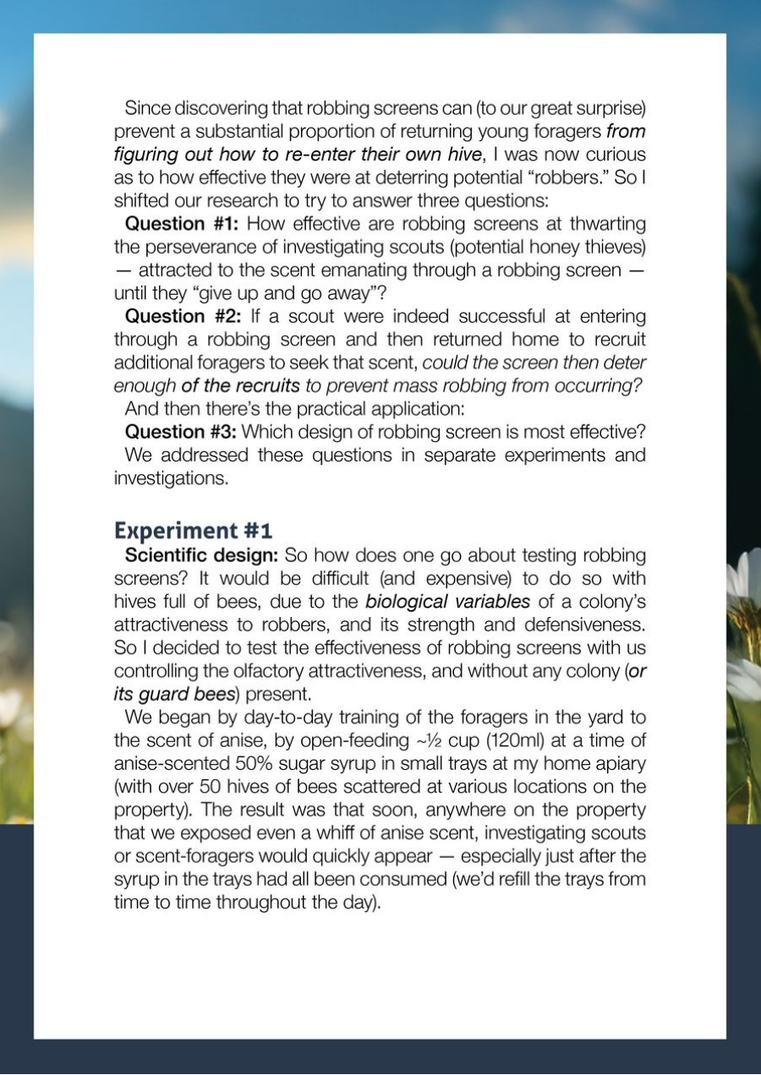 Since discovering that robbing screens can (to our great surprise)
prevent a substantial proportion of returning young foragers from
figuring out how to re-enter their own hive, I was now curious
as to how effective they were at deterring potential “robbers.” So I
shifted our research to try to answer three questions:
Question #1: How effective are robbing screens at thwarting
the perseverance of investigating scouts (potential honey thieves)
— attracted to the scent emanating through a robbing screen —
until they “give up and go away”?
Question #2: If a scout were indeed successful at entering
through a robbing screen and then returned home to recruit
additional foragers to seek that scent, could the screen then deter
enough of the recruits to prevent mass robbing from occurring?
And then there’s the practical application:
Question #3: Which design of robbing screen is most effective?
We addressed these questions in separate experiments and
investigations.
Experiment #1
Scientific design: So how does one go about testing robbing
screens? It would be difficult (and expensive) to do so with
hives full of bees, due to the biological variables of a colony’s
attractiveness to robbers, and its strength and defensiveness.
So I decided to test the effectiveness of robbing screens with us
controlling the olfactory attractiveness, and without any colony (or
its guard bees) present.
We began by day-to-day training of the foragers in the yard to
the scent of anise, by open-feeding ~½ cup (120ml) at a time of
anise-scented 50% sugar syrup in small trays at my home apiary
(with over 50 hives of bees scattered at various locations on the
property). The result was that soon, anywhere on the property
that we exposed even a whiff of anise scent, investigating scouts
or scent-foragers would quickly appear — especially just after the
syrup in the trays had all been consumed (we’d refill the trays from
time to time throughout the day).